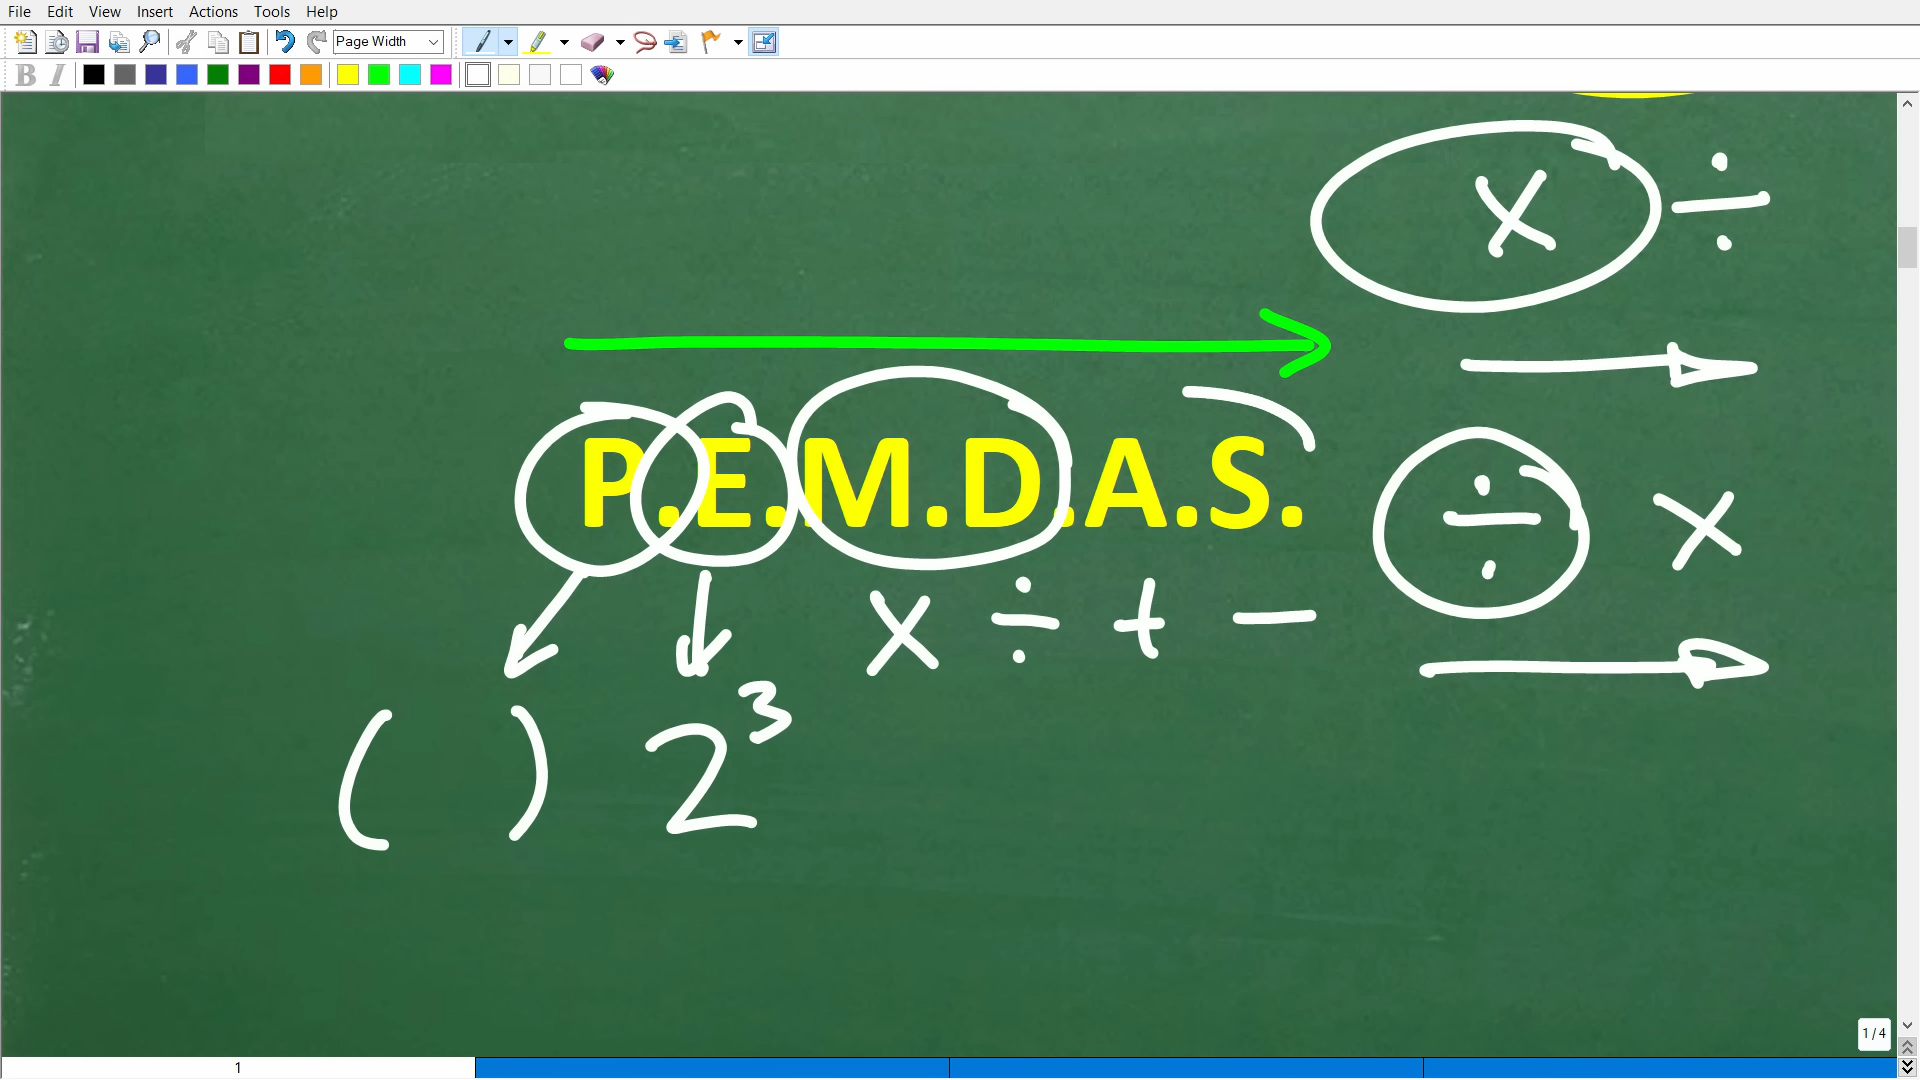 File Edit View Insert Actions Tools Help
Page Width
B I
× ÷
P.E.M.D.A.S.
÷ ×
× ÷ + −
( ) 2³
1 / 4
1